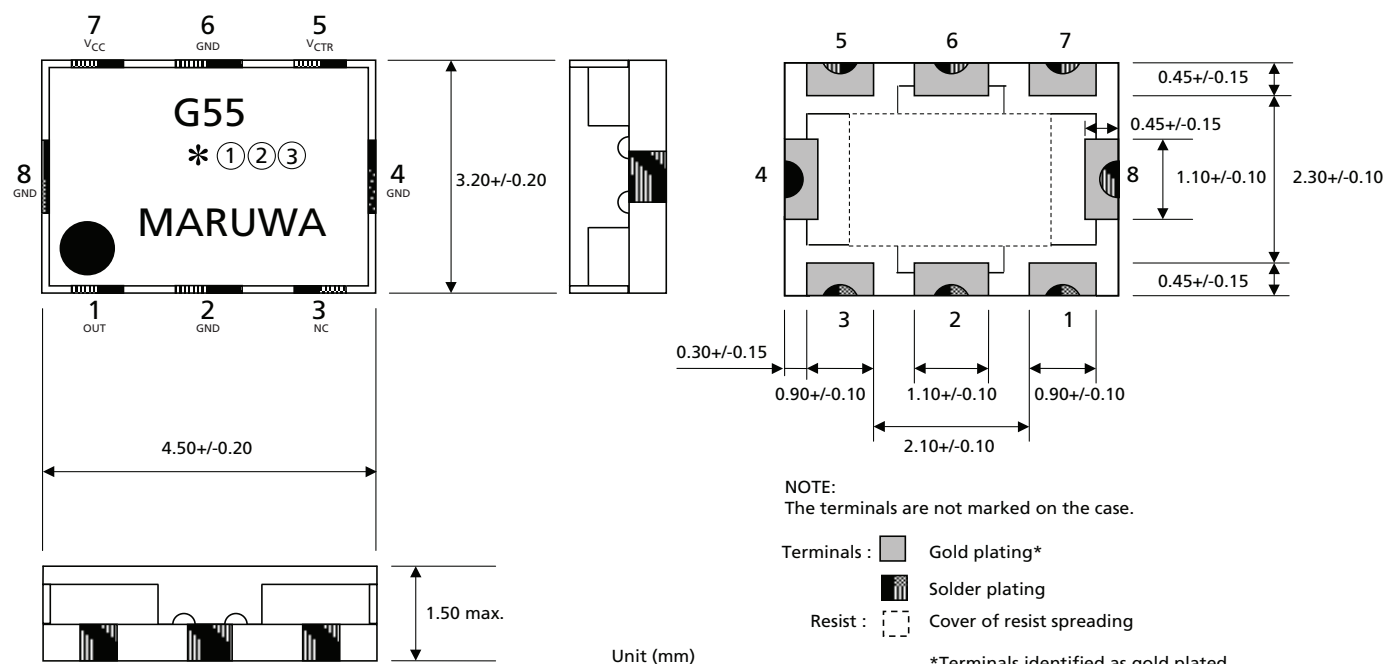 7 6 5
VCC GND VCTR
G55
* ① ② ③
MARUWA
8
GND
4
GND
1 2 3
OUT GND NC
3.20+/-0.20
4.50+/-0.20
1.50 max.
Unit (mm)
5 6 7
0.45+/-0.15
0.45+/-0.15
4 8
1.10+/-0.10
2.30+/-0.10
0.45+/-0.15
3 2 1
0.30+/-0.15
0.90+/-0.10 1.10+/-0.10 0.90+/-0.10
2.10+/-0.10
NOTE:
The terminals are not marked on the case.
Terminals : Gold plating*
Solder plating
Resist : Cover of resist spreading
*Terminals identified as gold plated